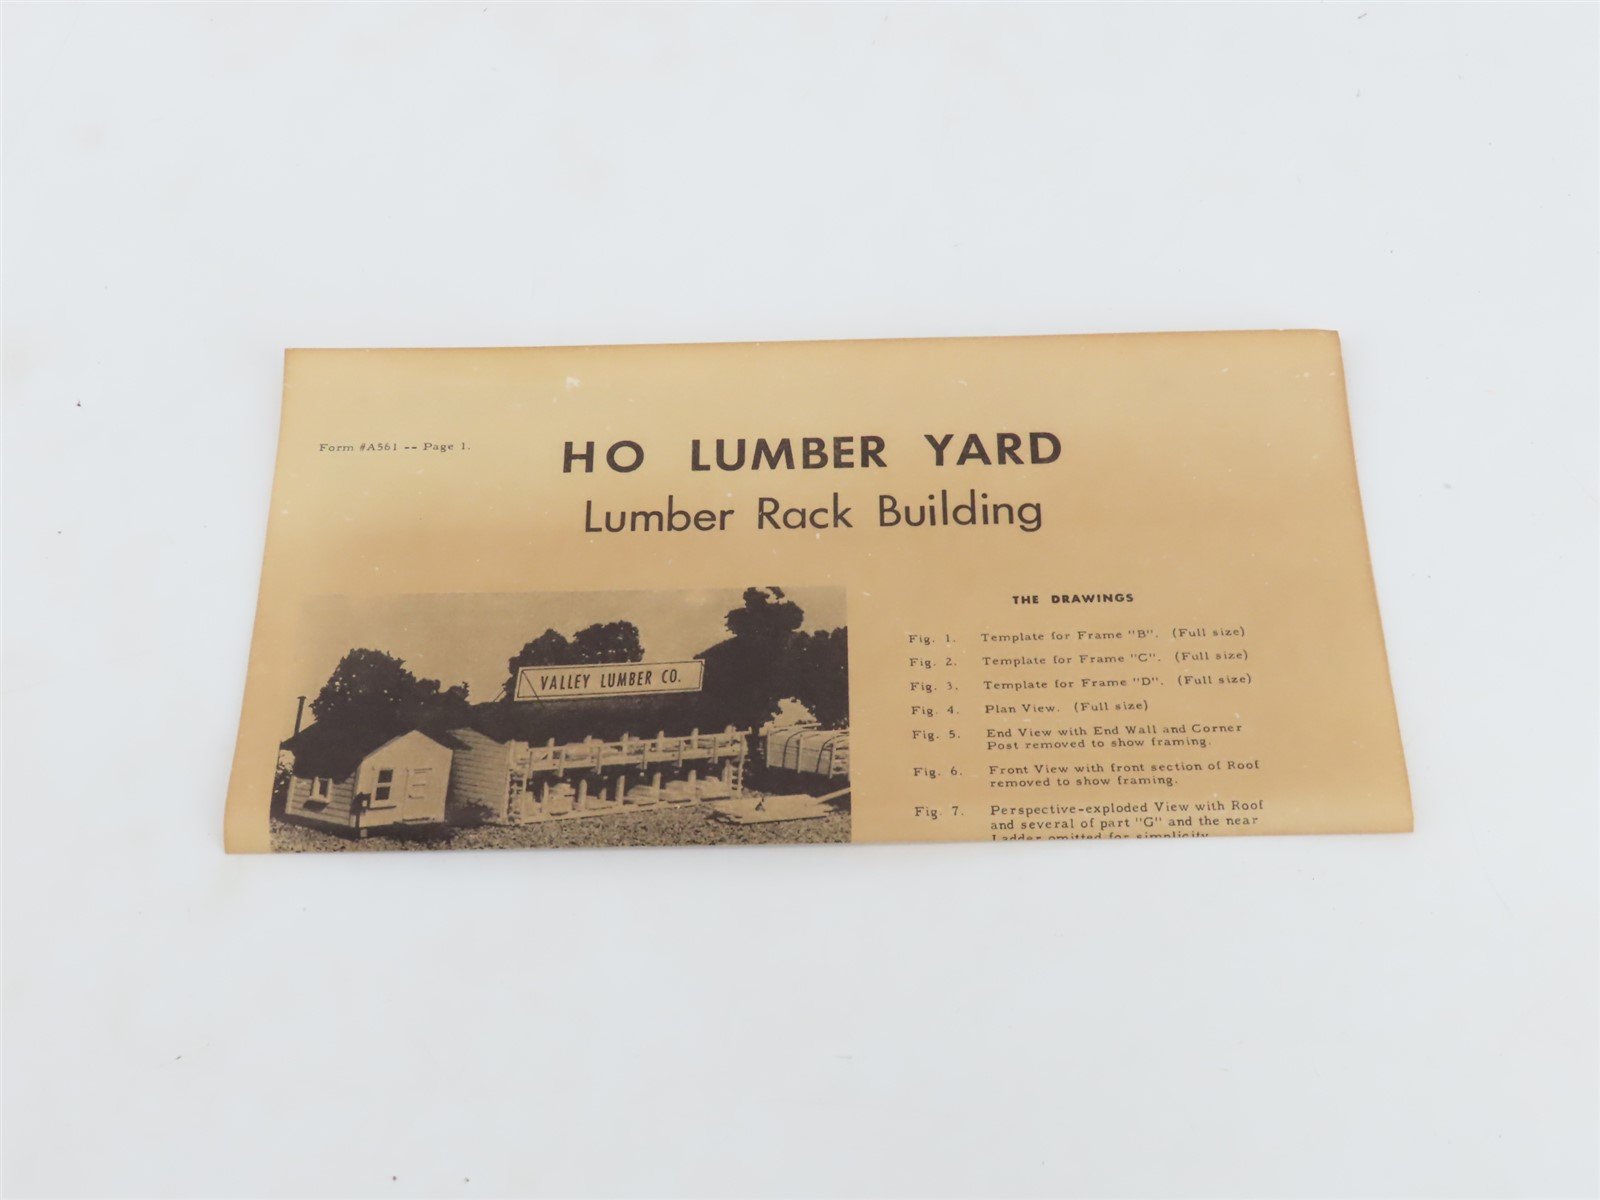 Form #A561 -- Page 1.
HO LUMBER YARD
Lumber Rack Building
VALLEY LUMBER CO.
THE DRAWINGS
Fig. 1. Template for Frame "B". (Full size)
Fig. 2. Template for Frame "C". (Full size)
Fig. 3. Template for Frame "D". (Full size)
Fig. 4. Plan View. (Full size)
Fig. 5. End View with End Wall and Corner
Post removed to show framing.
Fig. 6. Front View with front section of Roof
removed to show framing.
Fig. 7. Perspective-exploded View with Roof
and several of part "G" and the near
Ladder omitted for simplicity